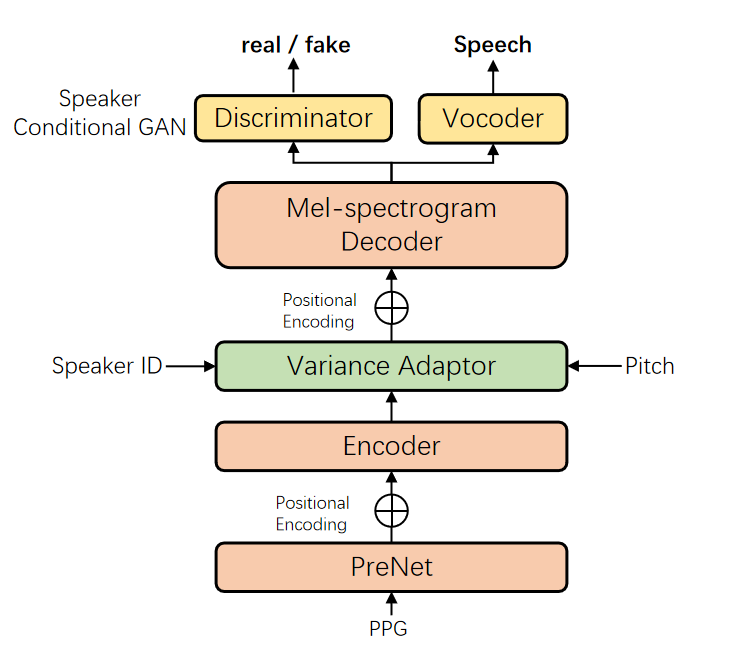 real / fake
Speech
Speaker
Conditional GAN
Discriminator
Vocoder
Mel-spectrogram
Decoder
Positional
Encoding
Speaker ID
Variance Adaptor
Pitch
Encoder
Positional
Encoding
PreNet
PPG